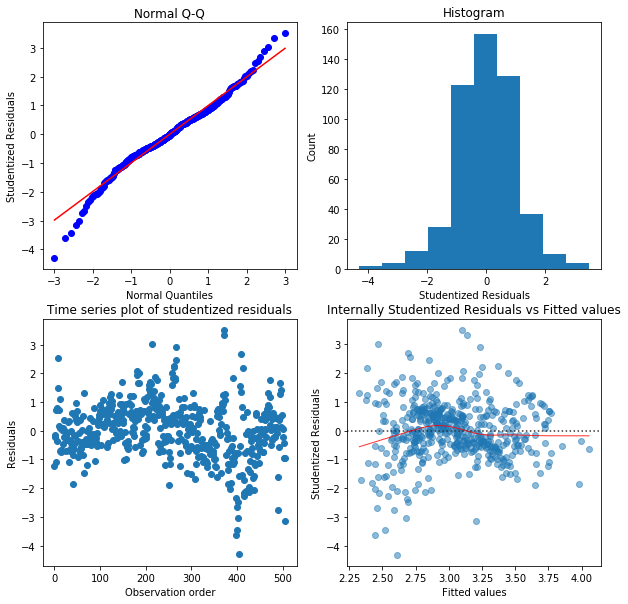 Normal Q-Q
Studentized Residuals
3
2
1
0
−1
−2
−3
−4
−3 −2 −1 0 1 2 3
Normal Quantiles
Histogram
Count
160
140
120
100
80
60
40
20
0
−4 −2 0 2
Studentized Residuals
Time series plot of studentized residuals
Residuals
3
2
1
0
−1
−2
−3
−4
0 100 200 300 400 500
Observation order
Internally Studentized Residuals vs Fitted values
Studentized Residuals
3
2
1
0
−1
−2
−3
−4
2.25 2.50 2.75 3.00 3.25 3.50 3.75 4.00
Fitted values